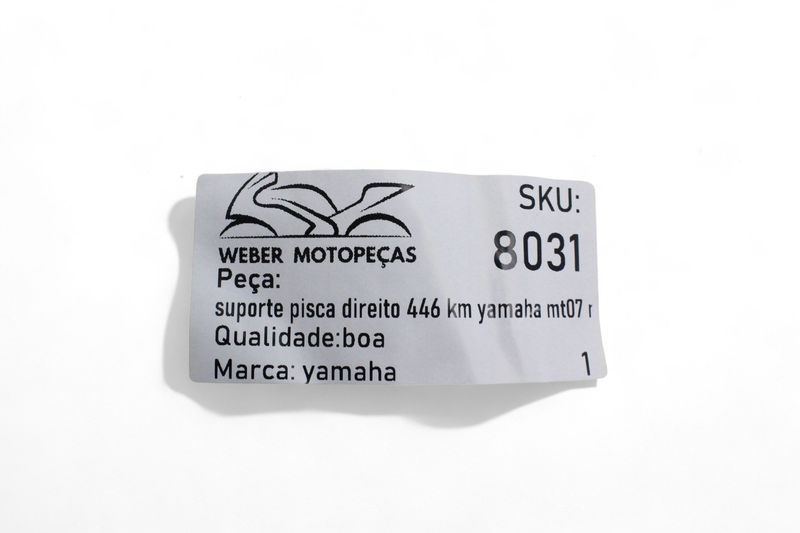 WEBER MOTOPEÇAS
SKU:
8031
Peça:
suporte pisca direito 446 km yamaha mt07
Qualidade:boa
Marca: yamaha
1